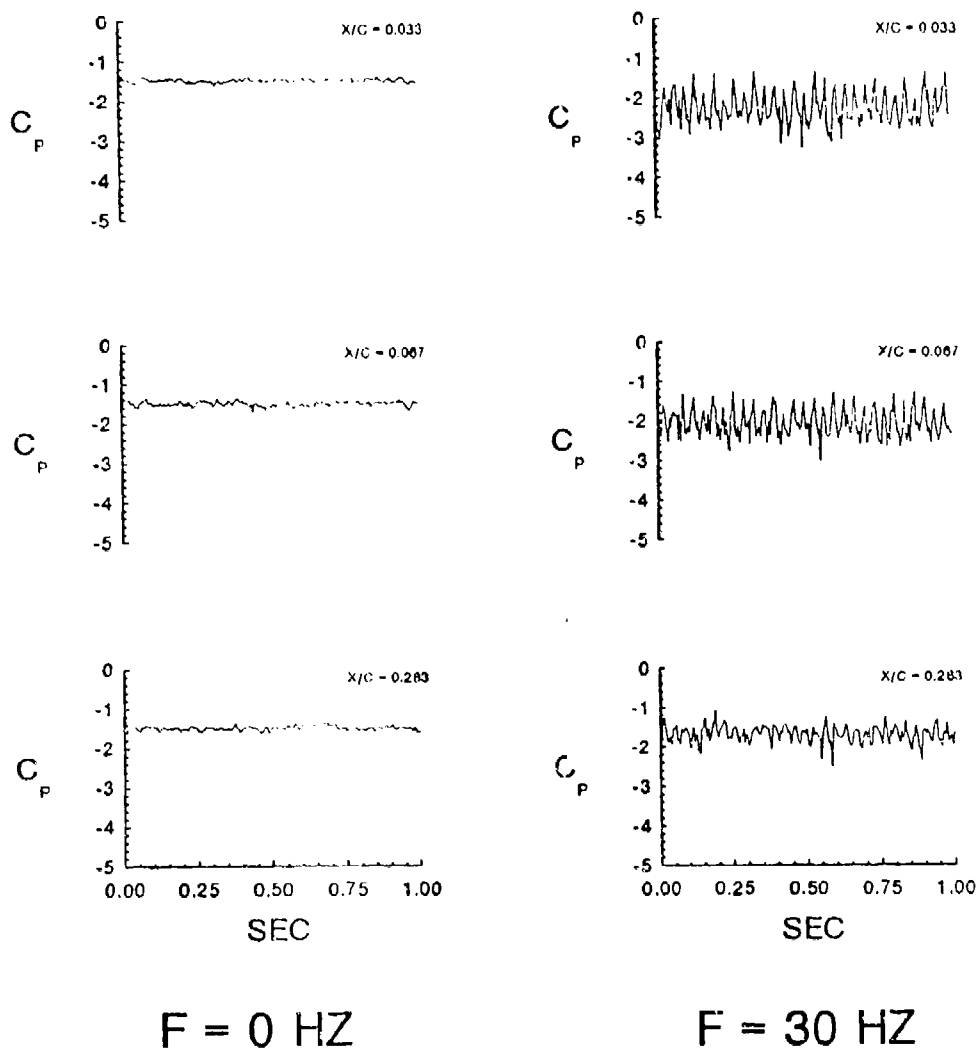 X/C = 0.033
0
-1
-2
-3
-4
-5
C
p
X/C = 0.033
0
-1
-2
-3
-4
-5
C
p
X/C = 0.067
0
-1
-2
-3
-4
-5
C
p
X/C = 0.067
0
-1
-2
-3
-4
-5
C
p
X/C = 0.283
0
-1
-2
-3
-4
-5
C
p
0.00 0.25 0.50 0.75 1.00
SEC
X/C = 0.283
0
-1
-2
-3
-4
-5
C
p
0.00 0.25 0.50 0.75 1.00
SEC
F = 0 HZ
F = 30 HZ